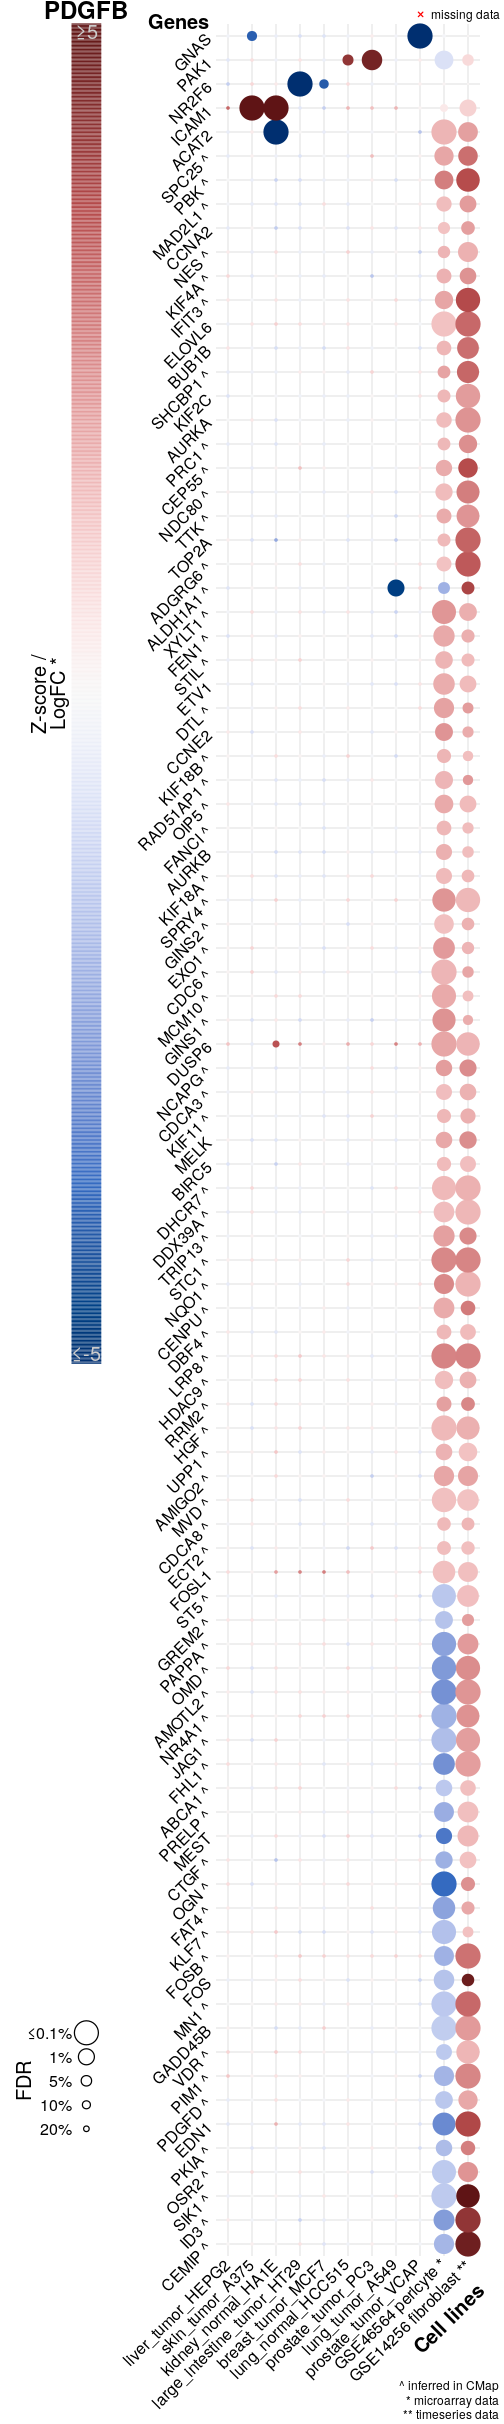 PDGFB
Genes
× missing data
≥5
Z-score /
LogFC *
≤-5
GNAS
PAK1
NR2F6
ICAM1
ACAT2
SPC25 ^
PBK ^
MAD2L1 ^
CCNA2
NES ^
KIF4A ^
IFIT3 ^
ELOVL6
BUB1B
SHCBP1 ^
KIF2C
AURKA
PRC1 ^
CEP55 ^
NDC80 ^
TTK ^
TOP2A
ADGRG6 ^
ALDH1A1 ^
XYLT1 ^
FEN1 ^
STIL ^
ETV1
DTL ^
CCNE2
KIF18B ^
RAD51AP1 ^
OIP5 ^
FANCI ^
AURKB
KIF18A ^
SPRY4 ^
GINS2 ^
EXO1 ^
CDC6 ^
MCM10 ^
GINS1 ^
DUSP6
NCAPG ^
CDCA3 ^
KIF11 ^
MELK
BIRC5
DHCR7 ^
DDX39A ^
TRIP13 ^
STC1 ^
NQO1 ^
CENPU ^
DBF4 ^
LRP8 ^
HDAC9 ^
RRM2 ^
HGF ^
UPP1 ^
AMIGO2 ^
MVD ^
CDCA8 ^
ECT2 ^
FOSL1
ST5 ^
GREM2 ^
PAPPA ^
OMD ^
AMOTL2 ^
NR4A1 ^
JAG1 ^
FHL1 ^
ABCA1 ^
PRELP ^
MEST
CTGF ^
OGN ^
FAT4 ^
KLF7 ^
FOSB ^
FOS
MN1 ^
GADD45B
VDR ^
PIM1 ^
PDGFD ^
EDN1
PKIA ^
OSR2 ^
SIK1 ^
ID3 ^
CEMIP ^
FDR
≤0.1%
1%
5%
10%
20%
liver_tumor_HEPG2
skin_tumor_A375
kidney_normal_HA1E
large_Intestine_tumor_HT29
breast_tumor_MCF7
lung_normal_HCC515
prostate_tumor_PC3
lung_tumor_A549
prostate_tumor_VCAP
GSE46564 pericyte *
GSE14256 fibroblast **
Cell lines
^ inferred in CMap
* microarray data
** timeseries data